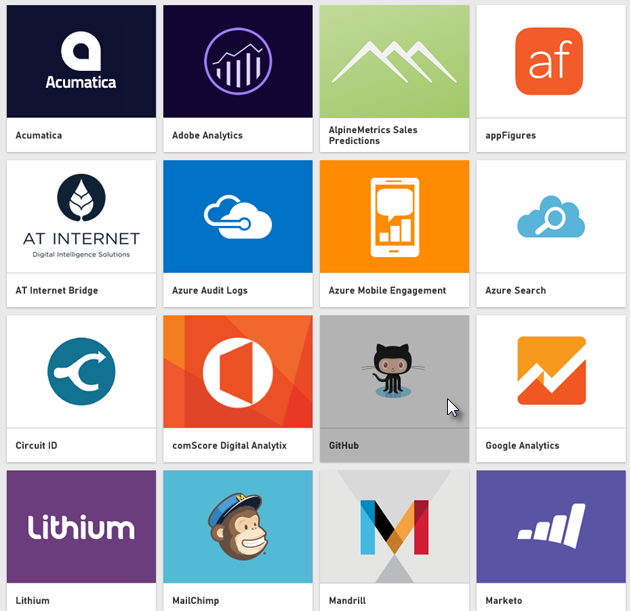 Acumatica
Acumatica
Adobe Analytics
AlpineMetrics Sales
Predictions
af
appFigures
AT INTERNET
Digital Intelligence Solutions
AT Internet Bridge
Azure Audit Logs
Azure Mobile Engagement
Azure Search
Circuit ID
comScore Digital Analytix
GitHub
Google Analytics
Lithium
Lithium
MailChimp
Mandrill
Marketo